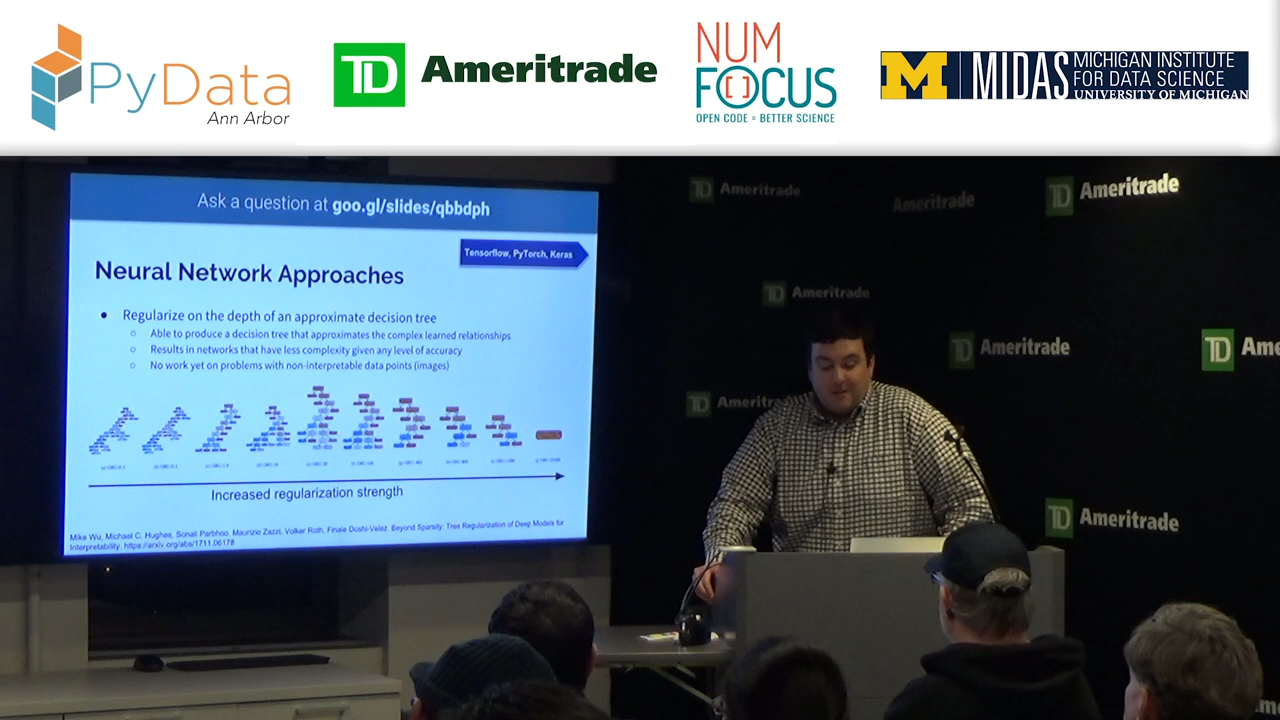 PyData
Ann Arbor
TD Ameritrade
NUM
FOCUS
OPEN CODE = BETTER SCIENCE
M MIDAS
MICHIGAN INSTITUTE
FOR DATA SCIENCE
UNIVERSITY OF MICHIGAN
Ask a question at goo.gl/slides/qbbdph
Tensorflow, PyTorch, Keras
Neural Network Approaches
● Regularize on the depth of an approximate decision tree
○ Able to produce a decision tree that approximates the complex learned relationships
○ Results in networks that have less complexity given any level of accuracy
○ No work yet on problems with non-interpretable data points (images)
Increased regularization strength
Mike Wu, Michael C. Hughes, Sonali Parbhoo, Maurizio Zazzi, Volker Roth, Finale Doshi-Velez. Beyond Sparsity: Tree Regularization of Deep Models for
Interpretability. https://arxiv.org/abs/1711.06178
TD Ameritrade
Ameritrade
TD Ameritrade
TD Ameritrade
TD Ameritrade
TD Ame
TD Ameritra
TD Ameritrade